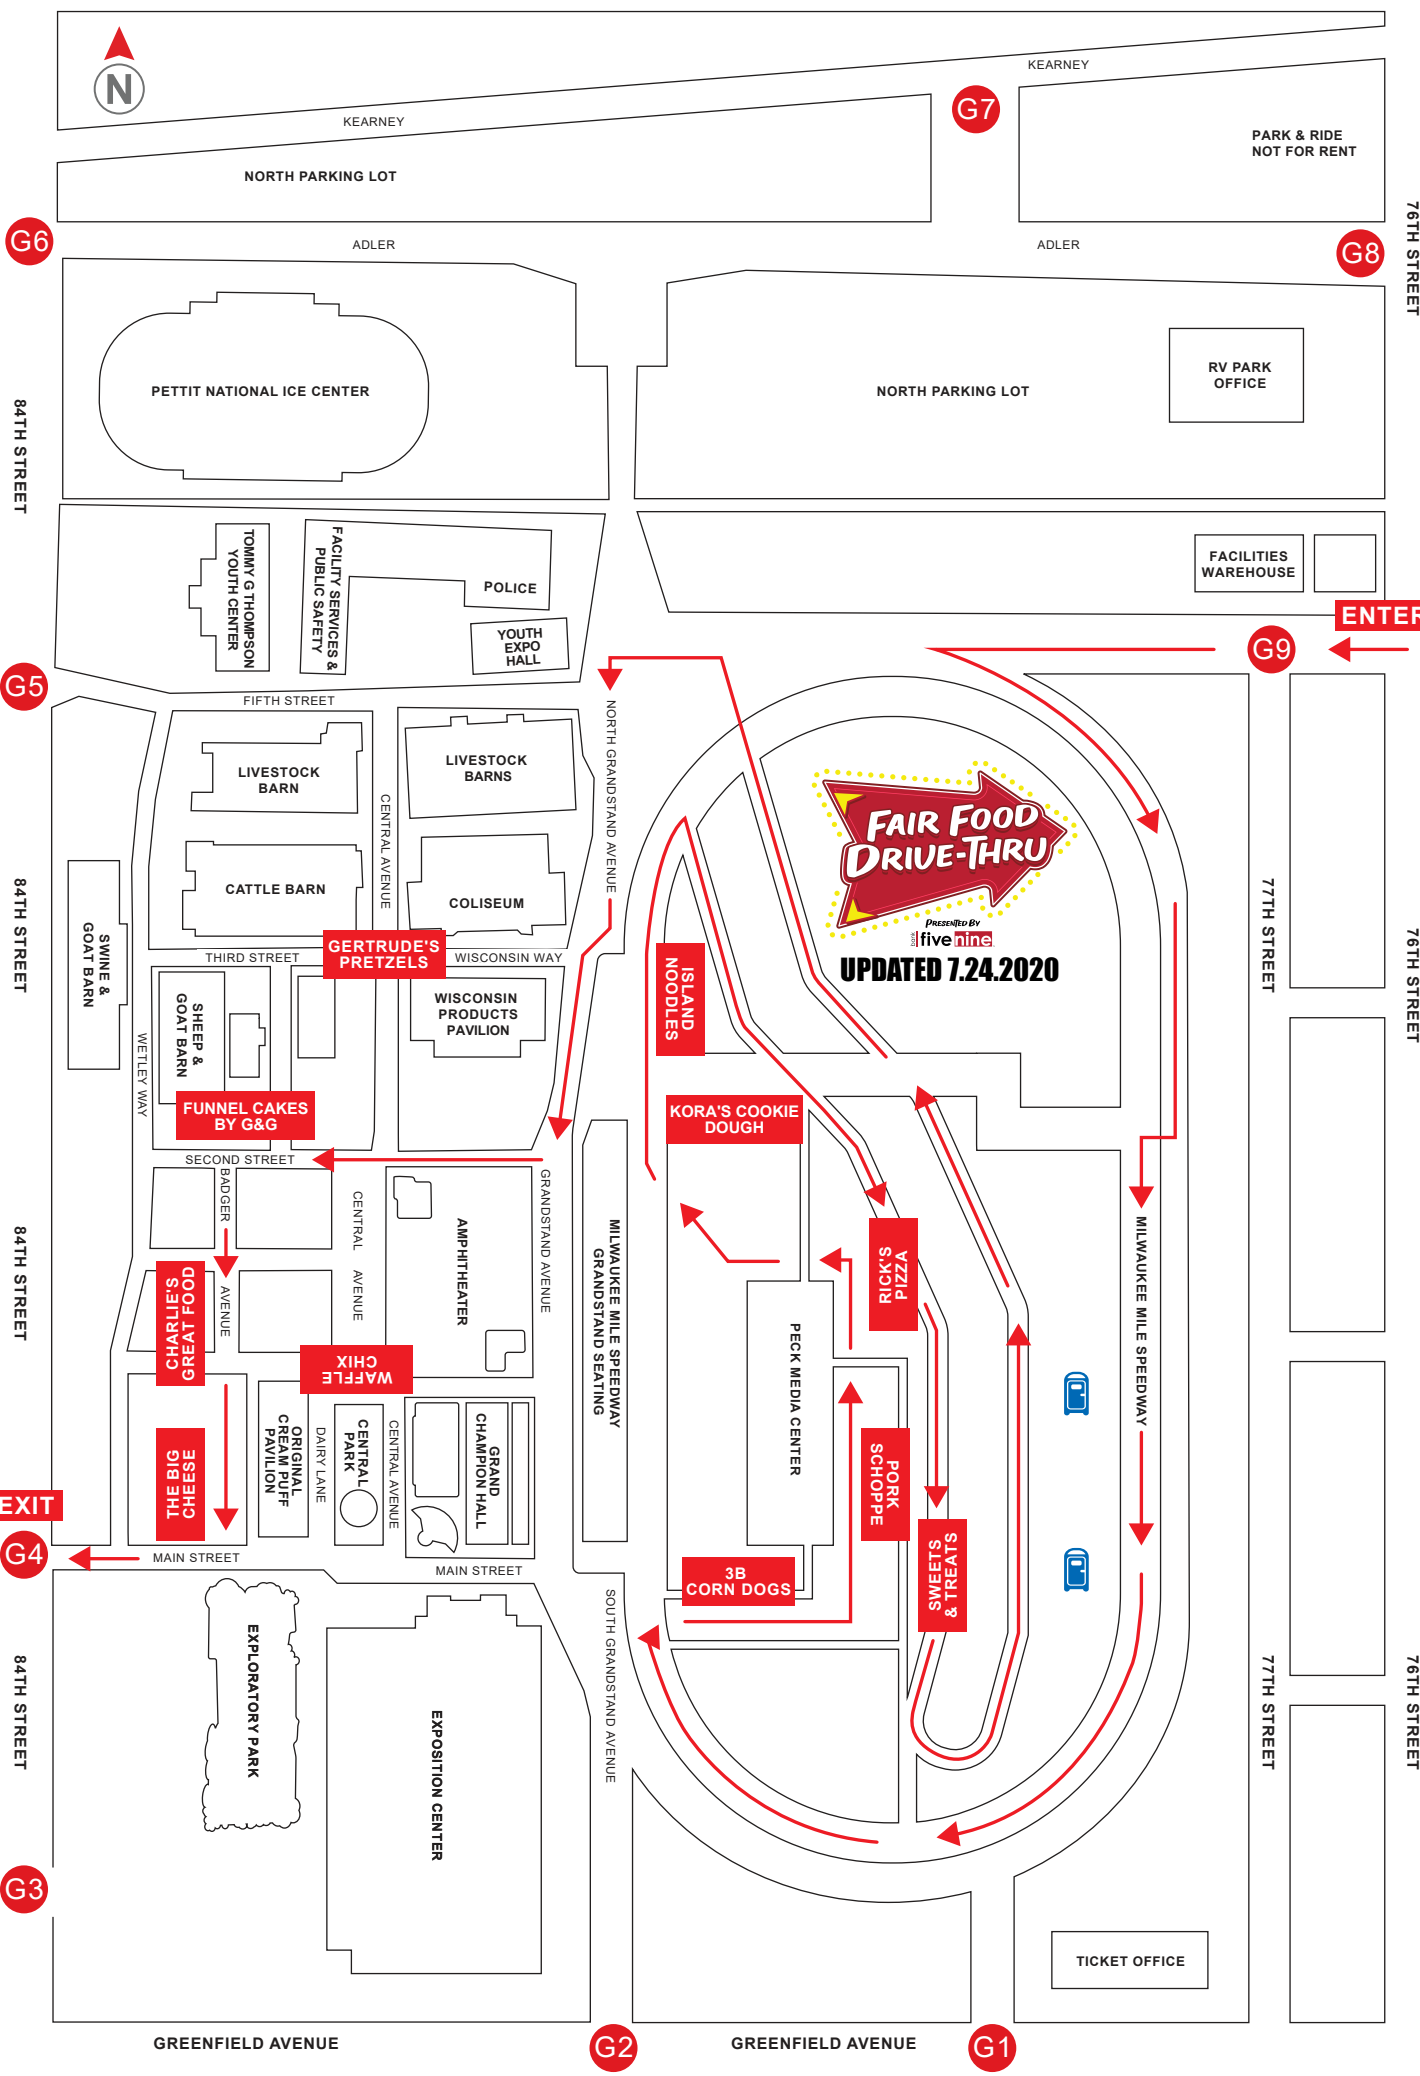 N
KEARNEY
KEARNEY
G7
PARK & RIDE
NOT FOR RENT
NORTH PARKING LOT
76TH STREET
G6
ADLER
ADLER
G8
PETTIT NATIONAL ICE CENTER
NORTH PARKING LOT
RV PARK
OFFICE
84TH STREET
TOMMY G THOMPSON
YOUTH CENTER
FACILITY SERVICES &
PUBLIC SAFETY
POLICE
YOUTH
EXPO
HALL
FACILITIES
WAREHOUSE
ENTER
G9
G5
FIFTH STREET
NORTH GRANDSTAND AVENUE
LIVESTOCK
BARN
CENTRAL AVENUE
LIVESTOCK
BARNS
FAIR FOOD
DRIVE-THRU
PRESENTED BY
five nine
UPDATED 7.24.2020
84TH STREET
SWINE &
GOAT BARN
CATTLE BARN
COLISEUM
77TH STREET
76TH STREET
GERTRUDE'S
PRETZELS
THIRD STREET
WISCONSIN WAY
ISLAND
NOODLES
SHEEP &
GOAT BARN
WISCONSIN
PRODUCTS
PAVILION
WETLEY WAY
FUNNEL CAKES
BY G&G
KORA'S COOKIE
DOUGH
SECOND STREET
BADGER
AVENUE
CENTRAL
AVENUE
AMPHITHEATER
GRANDSTAND AVENUE
MILWAUKEE MILE SPEEDWAY
GRANDSTAND SEATING
RICK'S
PIZZA
MILWAUKEE MILE SPEEDWAY
84TH STREET
CHARLIE'S
GREAT FOOD
WAFFLE
CHIX
PECK MEDIA CENTER
THE BIG
CHEESE
ORIGINAL
CREAM PUFF
PAVILION
DAIRY LANE
CENTRAL
PARK
CENTRAL AVENUE
GRAND
CHAMPION HALL
PORK
SCHOPPE
EXIT
G4
MAIN STREET
MAIN STREET
3B
CORN DOGS
SWEETS
& TREATS
84TH STREET
EXPLORATORY PARK
EXPOSITION CENTER
SOUTH GRANDSTAND AVENUE
77TH STREET
76TH STREET
G3
TICKET OFFICE
GREENFIELD AVENUE
G2
GREENFIELD AVENUE
G1